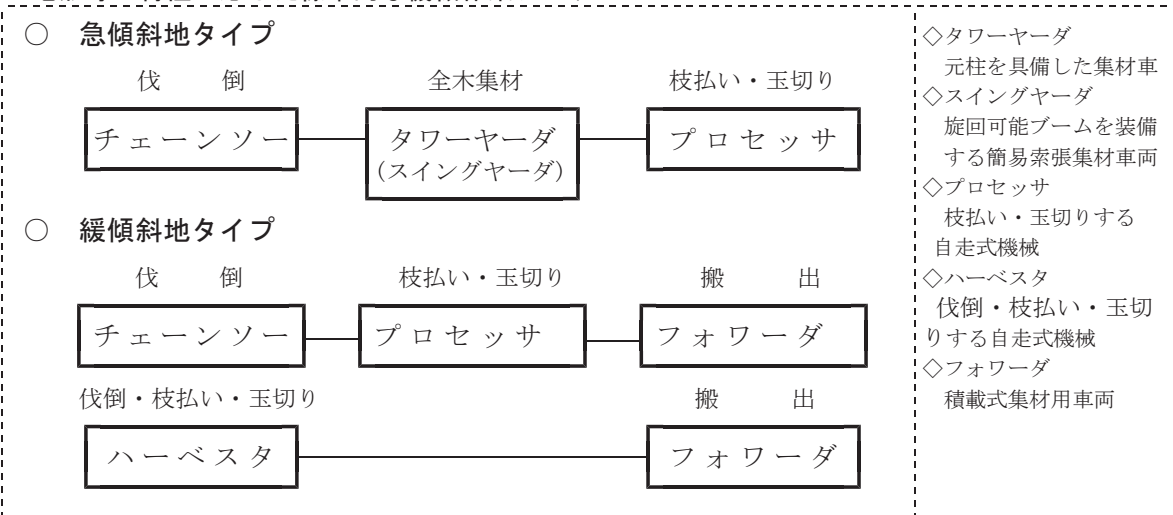 ○　急傾斜地タイプ
伐　　倒　　全木集材　　枝払い・玉切り
チェーンソー　　タワーヤーダ　　プロセッサ
(スイングヤーダ)
○　緩傾斜地タイプ
伐　　倒　　枝払い・玉切り　　搬　　出
チェーンソー　　プロセッサ　　フォワーダ
伐倒・枝払い・玉切り　　搬　　出
ハーベスタ　　フォワーダ
◇タワーヤーダ
元柱を具備した集材車
◇スイングヤーダ
旋回可能ブームを装備
する簡易索張集材車両
◇プロセッサ
枝払い・玉切りする
自走式機械
◇ハーベスタ
伐倒・枝払い・玉切
りする自走式機械
◇フォワーダ
積載式集材用車両